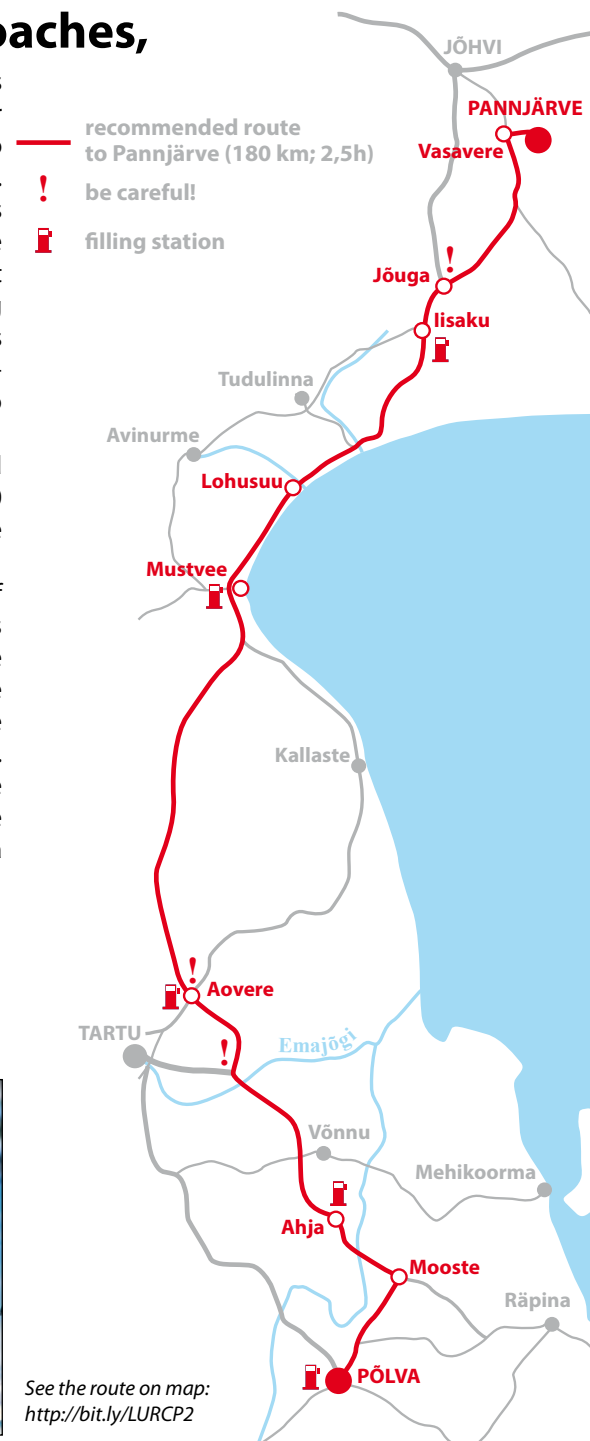 oaches,
recommended route
to Pannjärve (180 km; 2,5h)
! be careful!
filling station
JÕHVI
PANNJÄRVE
Vasavere
!
Jõuga
Iisaku
Tudulinna
Avinurme
Lohusuu
Mustvee
Kallaste
!
Aovere
TARTU
!
Emajõgi
Võnnu
Mehikoorma
Ahja
Mooste
Räpina
PÕLVA
See the route on map:
http://bit.ly/LURCP2